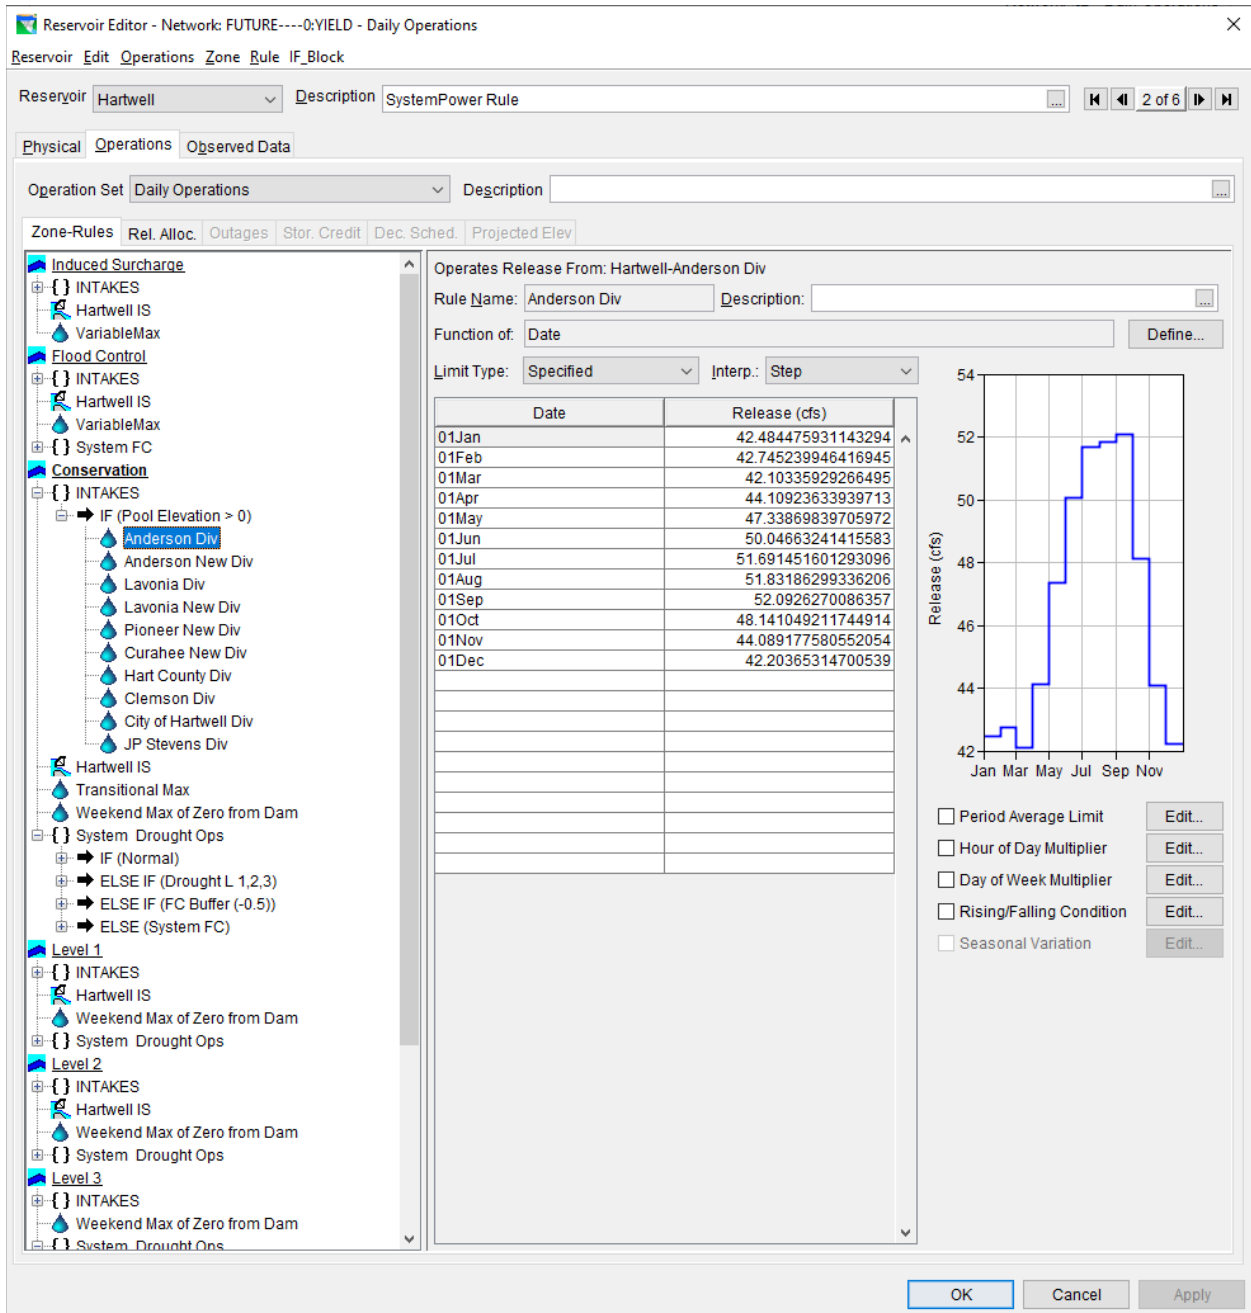 Reservoir Editor - Network: FUTURE----0:YIELD - Daily Operations
Reservoir Edit Operations Zone Rule IF_Block
Reservoir Hartwell Description SystemPower Rule ... 2 of 6
Physical Operations Observed Data
Operation Set Daily Operations Description ...
Zone-Rules Rel. Alloc. Outages Stor. Credit Dec. Sched. Projected Elev
Induced Surcharge
{ } INTAKES
Hartwell IS
VariableMax
Flood Control
{ } INTAKES
Hartwell IS
VariableMax
{ } System FC
Conservation
{ } INTAKES
IF (Pool Elevation > 0)
Anderson Div
Anderson New Div
Lavonia Div
Lavonia New Div
Pioneer New Div
Curahee New Div
Hart County Div
Clemson Div
City of Hartwell Div
JP Stevens Div
Hartwell IS
Transitional Max
Weekend Max of Zero from Dam
{ } System Drought Ops
IF (Normal)
ELSE IF (Drought L 1,2,3)
ELSE IF (FC Buffer (-0.5))
ELSE (System FC)
Level 1
{ } INTAKES
Hartwell IS
Weekend Max of Zero from Dam
{ } System Drought Ops
Level 2
{ } INTAKES
Hartwell IS
Weekend Max of Zero from Dam
{ } System Drought Ops
Level 3
{ } INTAKES
Weekend Max of Zero from Dam
{ } System Drought Ops
Operates Release From: Hartwell-Anderson Div
Rule Name: Anderson Div Description: ...
Function of: Date Define...
Limit Type: Specified Interp.: Step
Date Release (cfs)
01Jan 42.484475931143294
01Feb 42.745239946416945
01Mar 42.10335929266495
01Apr 44.10923633939713
01May 47.33869839705972
01Jun 50.04663241415583
01Jul 51.691451601293096
01Aug 51.83186299336206
01Sep 52.0926270086357
01Oct 48.141049211744914
01Nov 44.089177580552054
01Dec 42.20365314700539
54
52
50
48
46
44
42
Release (cfs)
Jan Mar May Jul Sep Nov
Period Average Limit Edit...
Hour of Day Multiplier Edit...
Day of Week Multiplier Edit...
Rising/Falling Condition Edit...
Seasonal Variation Edit...
OK Cancel Apply